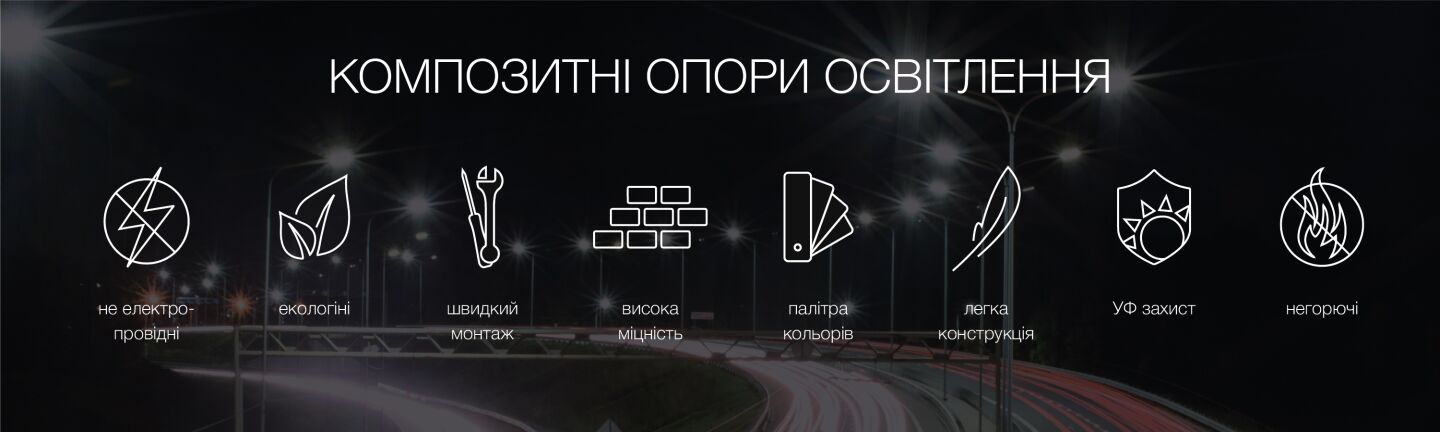 КОМПОЗИТНІ ОПОРИ ОСВІТЛЕННЯ
не електро-
провідні
екологіні
швидкий
монтаж
висока
міцність
палітра
кольорів
легка
конструкція
УФ захист
негорючі